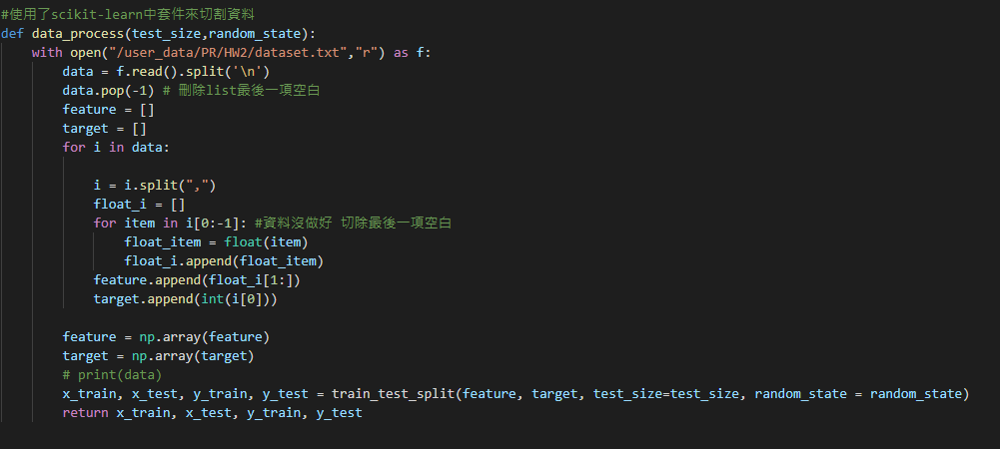 #使用了scikit-learn中套件來切割資料
def data_process(test_size,random_state):
    with open("/user_data/PR/HW2/dataset.txt","r") as f:
        data = f.read().split('\n')
        data.pop(-1) # 刪除list最後一項空白
        feature = []
        target = []
        for i in data:
            i = i.split(",")
            float_i = []
            for item in i[0:-1]: #資料沒做好 切除最後一項空白
                float_item = float(item)
                float_i.append(float_item)
            feature.append(float_i[1:])
            target.append(int(i[0]))
        feature = np.array(feature)
        target = np.array(target)
        # print(data)
        x_train, x_test, y_train, y_test = train_test_split(feature, target, test_size=test_size, random_state = random_state)
        return x_train, x_test, y_train, y_test